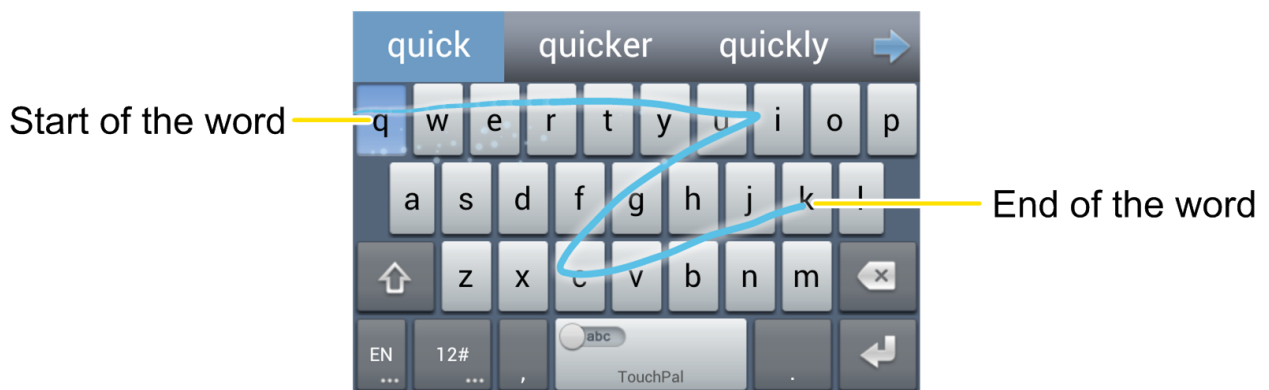 quick quicker quickly
Start of the word
q w e r t y u i o p
a s d f g h j k l
End of the word
z x c v b n m
EN ... 12# ... , abc .
TouchPal